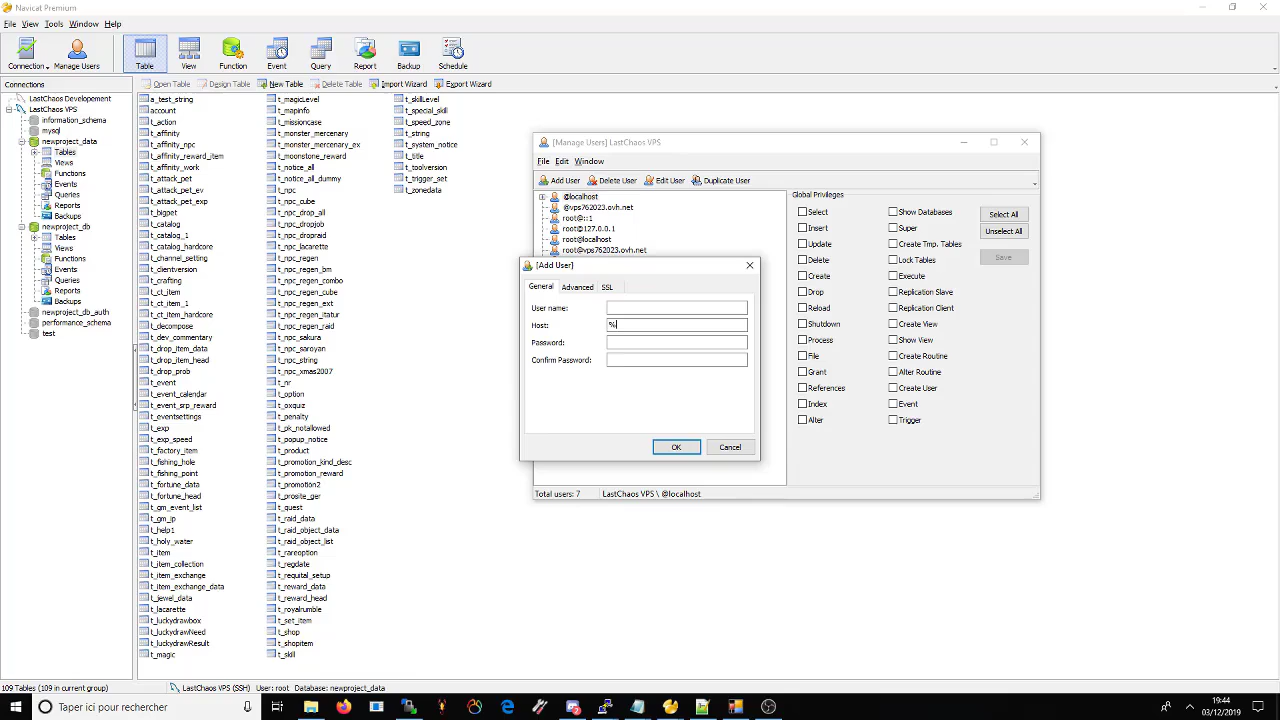 Navicat Premium
File View Tools Window Help
Connection Manage Users Table View Function Event Query Report Backup Schedule
Connections
Open Table Design Table New Table Delete Table Import Wizard Export Wizard
LastChaos Developement
LastChaos VPS
information_schema
mysql
newproject_data
Tables
Views
Functions
Events
Queries
Reports
Backups
newproject_db
Tables
Views
Functions
Events
Queries
Reports
Backups
newproject_db_auth
performance_schema
test
a_test_string
account
t_action
t_affinity
t_affinity_npc
t_affinity_reward_item
t_affinity_work
t_attack_pet
t_attack_pet_ev
t_attack_pet_exp
t_bigpet
t_catalog
t_catalog_1
t_catalog_hardcore
t_channel_setting
t_clientversion
t_crafting
t_ct_item
t_ct_item_1
t_ct_item_hardcore
t_decompose
t_dev_commentary
t_drop_item_data
t_drop_item_head
t_drop_prob
t_event
t_event_calendar
t_event_srp_reward
t_eventsettings
t_exp
t_exp_speed
t_factory_item
t_fishing_hole
t_fishing_point
t_fortune_data
t_fortune_head
t_gm_event_list
t_gm_jp
t_help1
t_holy_water
t_item
t_item_collection
t_item_exchange
t_item_exchange_data
t_jewel_data
t_lacarette
t_luckydrawbox
t_luckydrawNeed
t_luckydrawResult
t_magic
t_magicLevel
t_mapinfo
t_missioncase
t_monster_mercenary
t_monster_mercenary_ex
t_moonstone_reward
t_notice_all
t_notice_all_dummy
t_npc
t_npc_cube
t_npc_drop_all
t_npc_dropjob
t_npc_dropraid
t_npc_lacarette
t_npc_regen
t_npc_regen_bm
t_npc_regen_combo
t_npc_regen_cube
t_npc_regen_ext
t_npc_regen_itatur
t_npc_regen_raid
t_npc_sakura
t_npc_saroyan
t_npc_string
t_npc_xmas2007
t_nr
t_option
t_oxquiz
t_penalty
t_pk_notallowed
t_popup_notice
t_product
t_promotion_kind_desc
t_promotion_reward
t_promotion2
t_prosite_ger
t_quest
t_raid_data
t_raid_object_data
t_raid_object_list
t_rareoption
t_regdate
t_requital_setup
t_reward_data
t_reward_head
t_royalrumble
t_set_item
t_shop
t_shopitem
t_skill
t_skillLevel
t_special_skill
t_speed_zone
t_string
t_system_notice
t_title
t_toolversion
t_trigger_set
t_zonedata
[Manage Users] LastChaos VPS
File Edit Window
Add User Delete User Edit User Duplicate User
@localhost
@vps762023.ovh.net
root@::1
root@127.0.0.1
root@localhost
root@vps762023.ovh.net
Global Privileges
Select Show Databases Select All
Insert Super Unselect All
Update Create Tmp. Tables
Delete Lock Tables Save
Create Execute
Drop Replication Slave
Reload Replication Client
Shutdown Create View
Process Show View
File Create Routine
Grant Alter Routine
References Create User
Index Event
Alter Trigger
[Add User]
General Advanced SSL
User name:
Host: %
Password:
Confirm Password:
OK Cancel
Total users: 7 LastChaos VPS \ @localhost
109 Tables (109 in current group) LastChaos VPS (SSH) User: root Database: newproject_data
Taper ici pour rechercher
19:44
03/12/2019